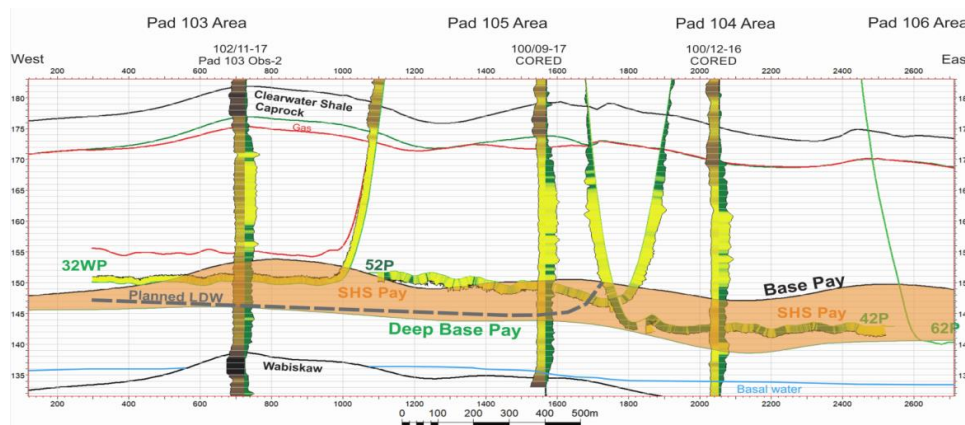 Pad 103 Area
Pad 105 Area
Pad 104 Area
Pad 106 Area
West
102/11-17
Pad 103 Obs-2
100/09-17
CORED
100/12-16
CORED
East
200 400 600 800 1000 1200 1400 1600 1800 2000 2200 2400 2600
180
175
170
165
160
155
150
145
140
135
Clearwater Shale
Caprock
Gas
32WP
52P
SHS Pay
Base Pay
Planned LDW
SHS Pay
Deep Base Pay
42P
62P
Wabiskaw
Basal water
200 400 600 800 1000 1200 1400 1600 1800 2000 2200 2400 2600
0 100 200 300 400 500m